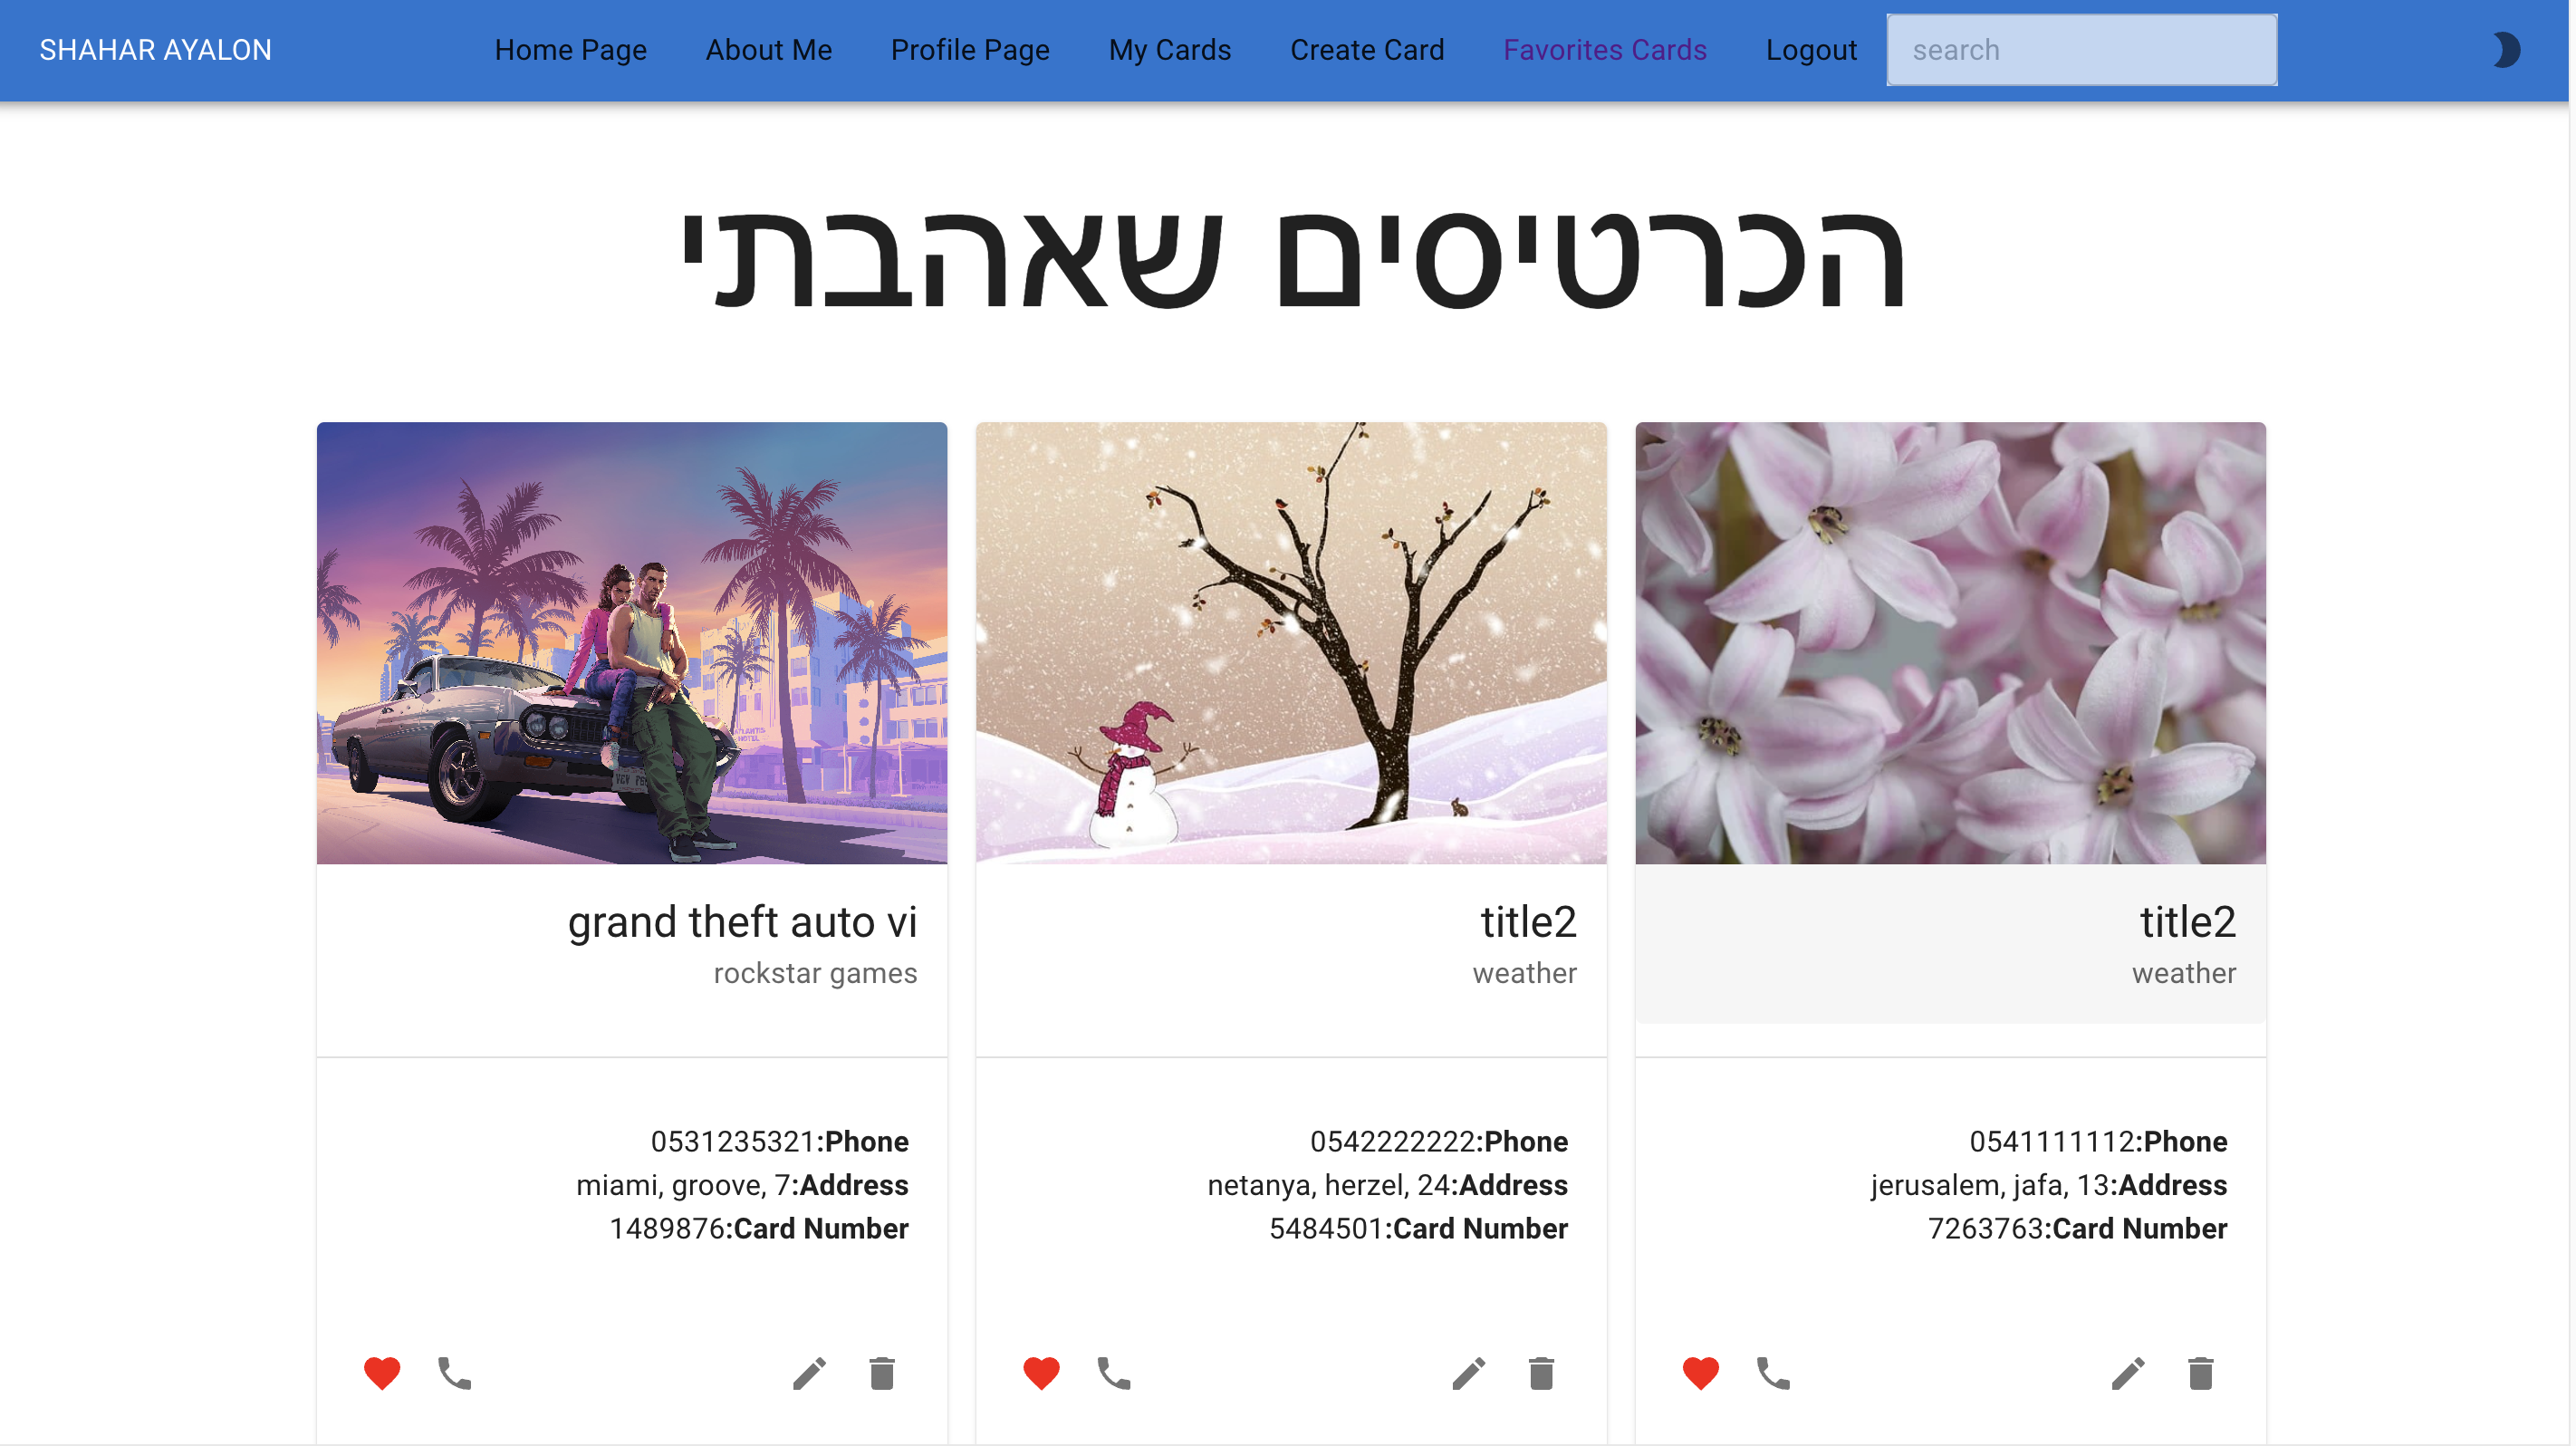 SHAHAR AYALON Home Page About Me Profile Page My Cards Create Card Favorites Cards Logout search
הכרטיסים שאהבתי
grand theft auto vi
rockstar games
0531235321:Phone
miami, groove, 7:Address
1489876:Card Number
title2
weather
0542222222:Phone
netanya, herzel, 24:Address
5484501:Card Number
title2
weather
0541111112:Phone
jerusalem, jafa, 13:Address
7263763:Card Number